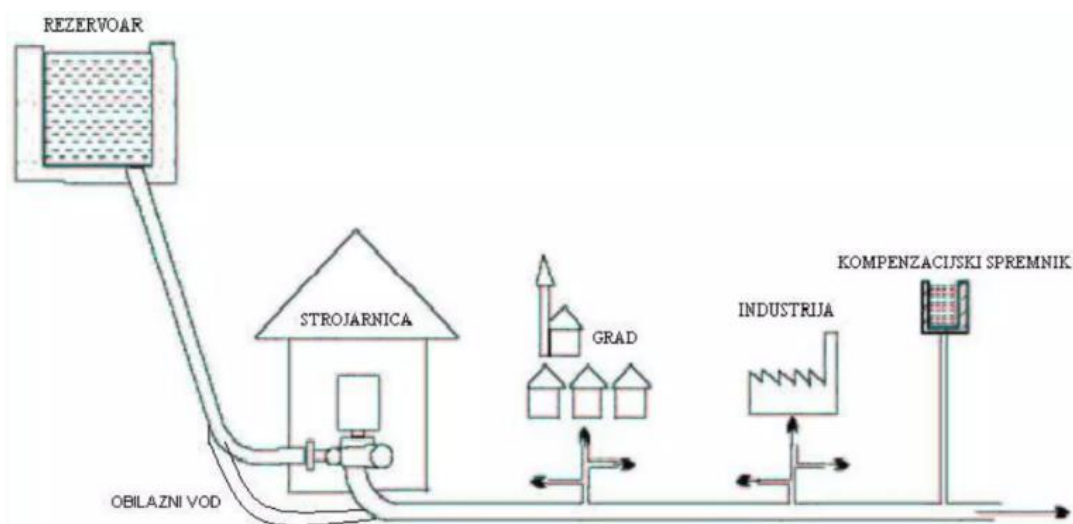 REZERVOAR
KOMPENZACIJSKI SPREMNIK
STROJARNICA
GRAD
INDUSTRIJA
OBILAZNI VOD